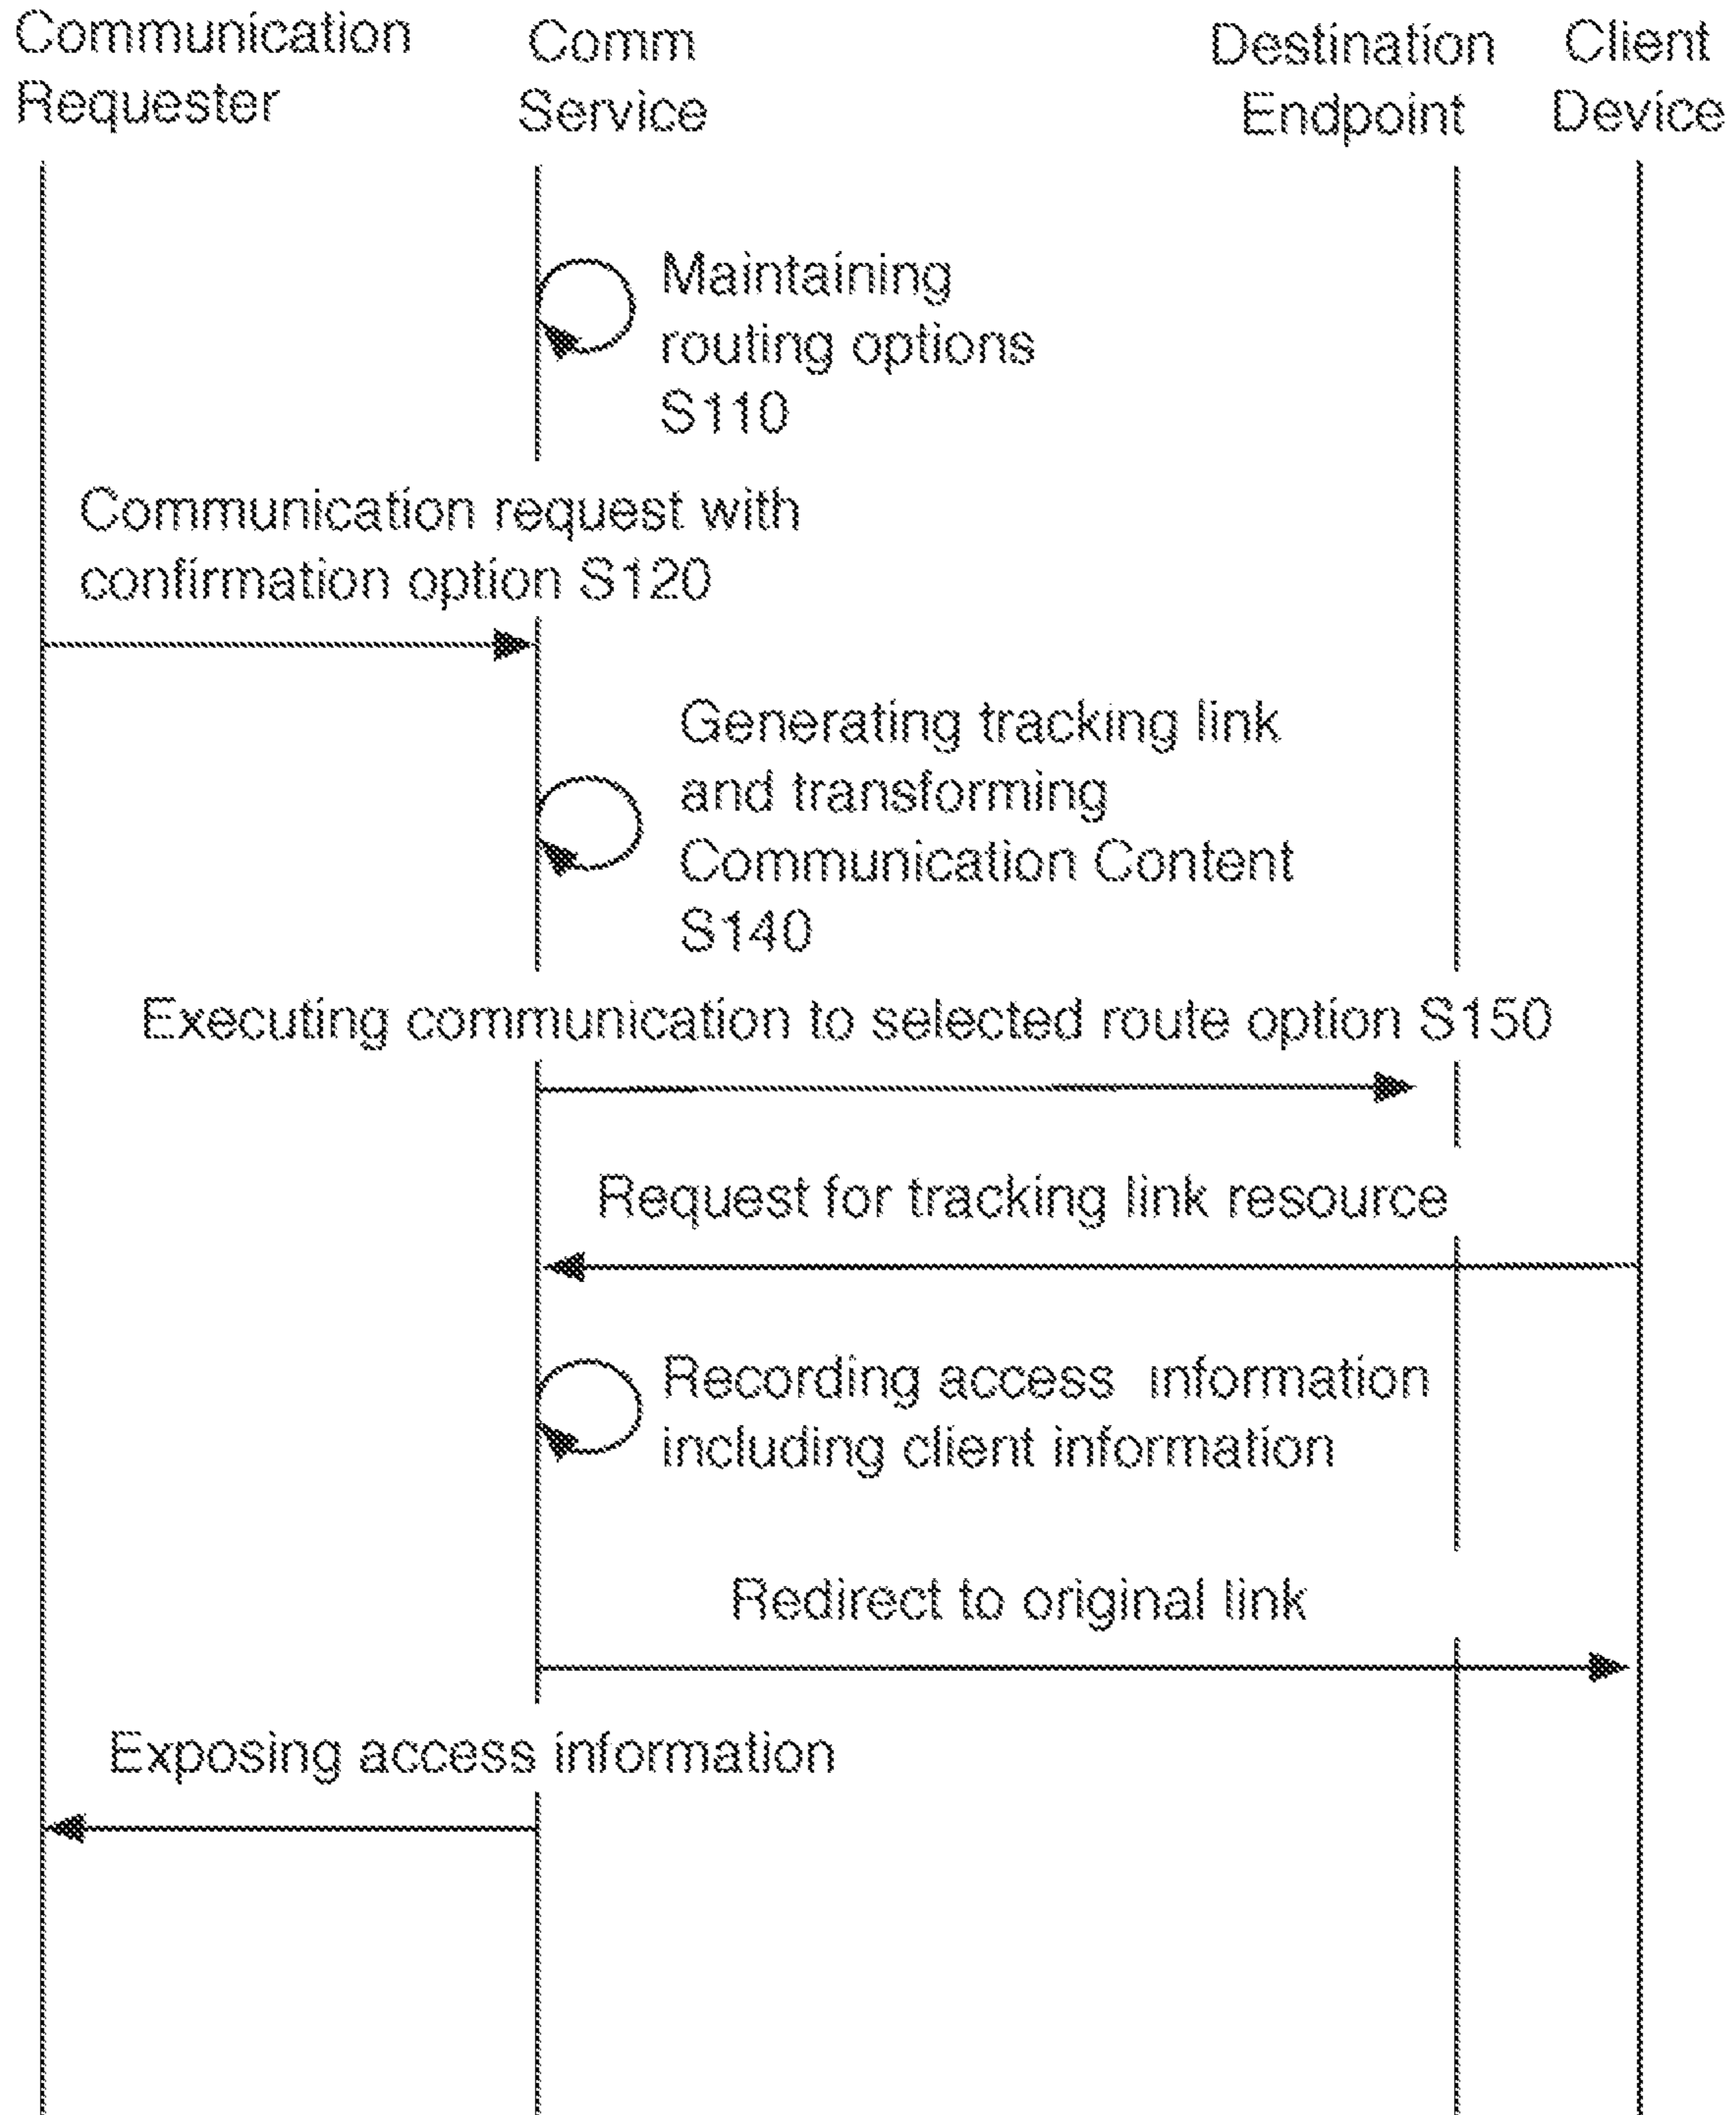 Communication
Requester
Comm
Service
Destination
Endpoint
Client
Device
Maintaining
routing options
S110
Communication request with
confirmation option S120
Generating tracking link
and transforming
Communication Content
S140
Executing communication to selected route option S150
Request for tracking link resource
Recording access information
including client information
Redirect to original link
Exposing access information